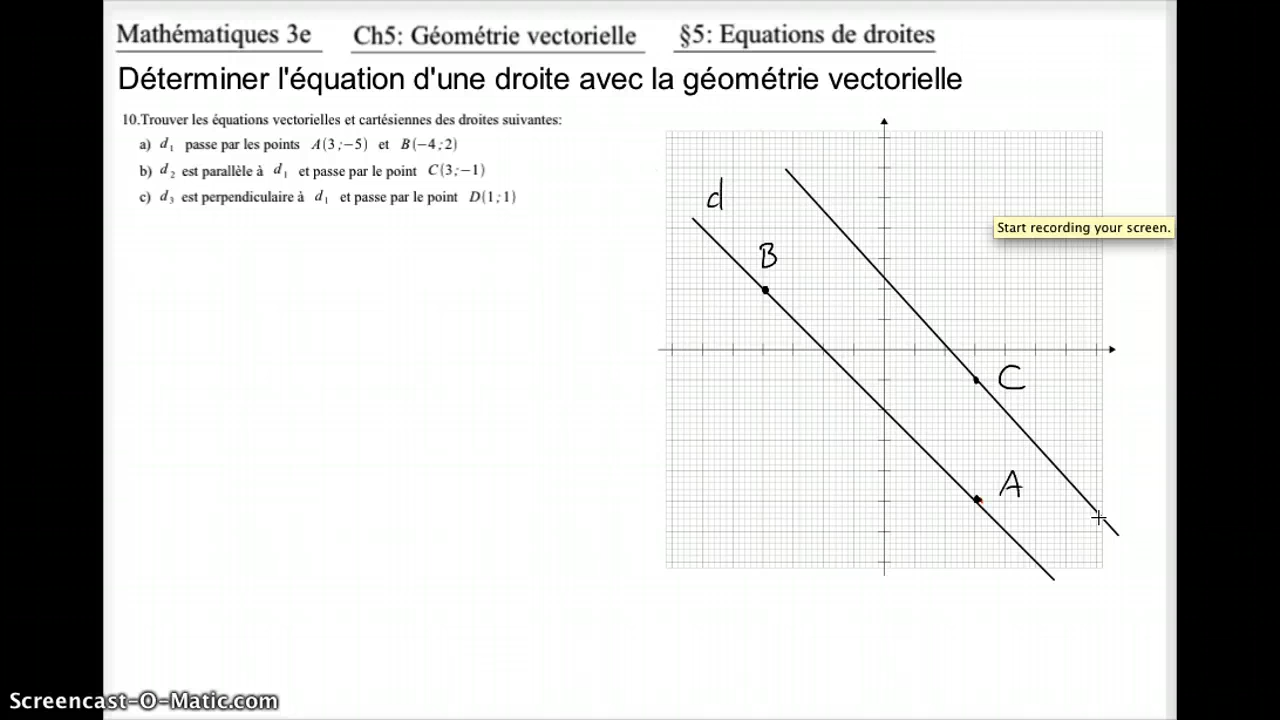 Mathématiques 3e Ch5: Géométrie vectorielle §5: Equations de droites
Déterminer l'équation d'une droite avec la géométrie vectorielle
10.Trouver les équations vectorielles et cartésiennes des droites suivantes:
a) d₁ passe par les points A(3;−5) et B(−4;2)
b) d₂ est parallèle à d₁ et passe par le point C(3;−1)
c) d₃ est perpendiculaire à d₁ et passe par le point D(1;1)
d
Start recording your screen.
B
C
A
Screencast-O-Matic.com